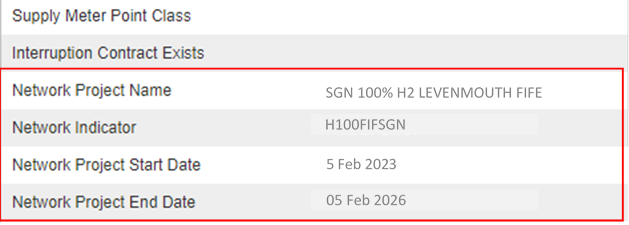 Supply Meter Point Class
Interruption Contract Exists
Network Project Name SGN 100% H2 LEVENMOUTH FIFE
Network Indicator H100FIFSGN
Network Project Start Date 5 Feb 2023
Network Project End Date 05 Feb 2026